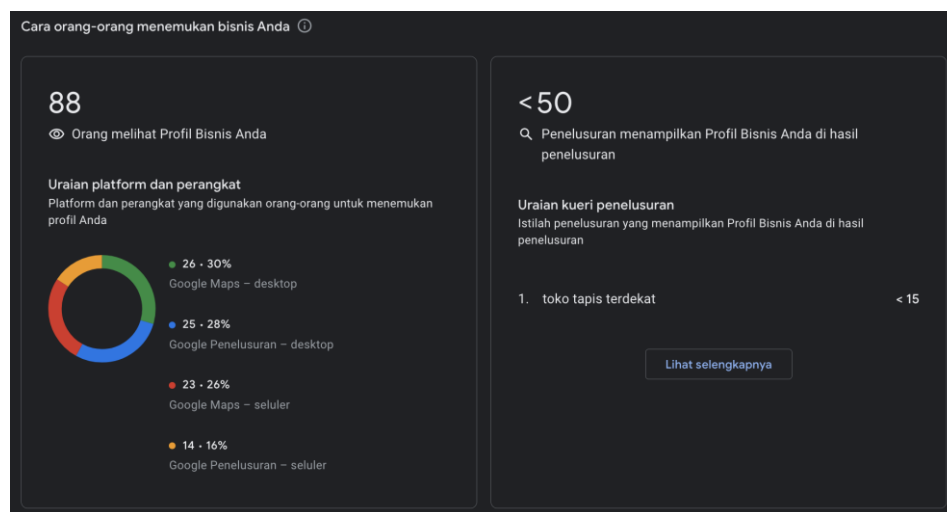 Cara orang-orang menemukan bisnis Anda
88
Orang melihat Profil Bisnis Anda
Uraian platform dan perangkat
Platform dan perangkat yang digunakan orang-orang untuk menemukan
profil Anda
26 · 30%
Google Maps – desktop
25 · 28%
Google Penelusuran – desktop
23 · 26%
Google Maps – seluler
14 · 16%
Google Penelusuran – seluler
<50
Penelusuran menampilkan Profil Bisnis Anda di hasil
penelusuran
Uraian kueri penelusuran
Istilah penelusuran yang menampilkan Profil Bisnis Anda di hasil
penelusuran
1. toko tapis terdekat <15
Lihat selengkapnya